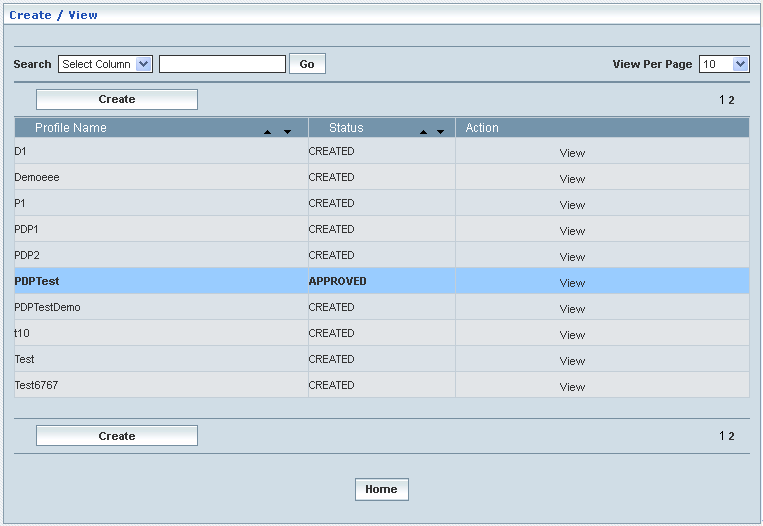 Create / View
Search Select Column Go View Per Page 10
Create 1 2
Profile Name Status Action
D1 CREATED View
Demoeee CREATED View
P1 CREATED View
PDP1 CREATED View
PDP2 CREATED View
PDPTest APPROVED View
PDPTestDemo CREATED View
t10 CREATED View
Test CREATED View
Test6767 CREATED View
Create 1 2
Home